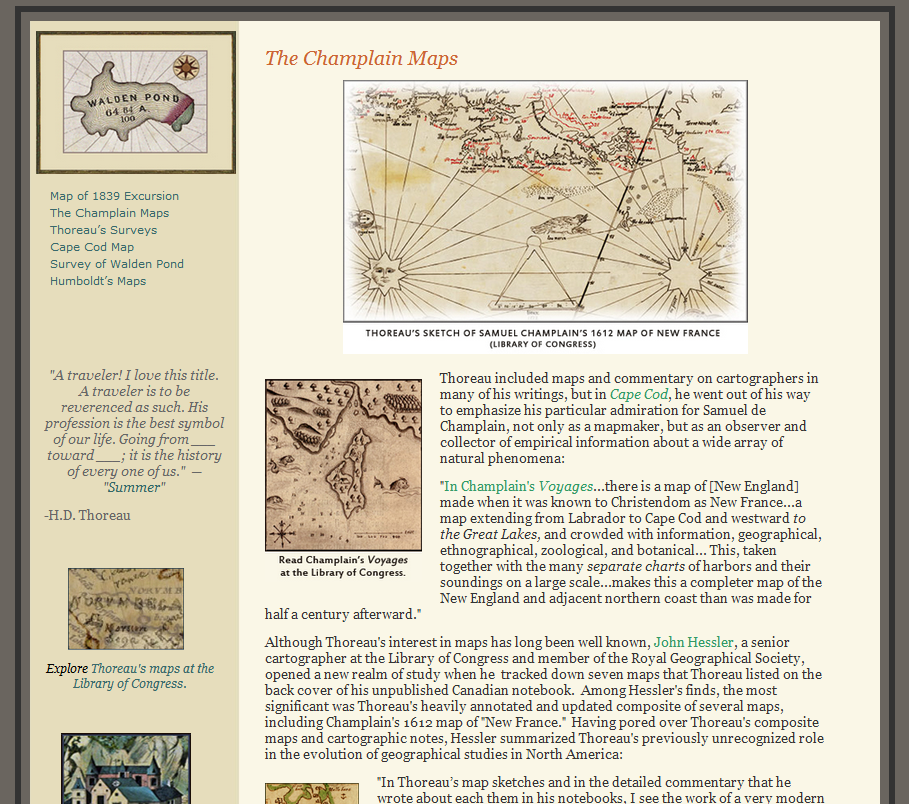 WALDEN POND
64 84 A.
100
Map of 1839 Excursion
The Champlain Maps
Thoreau’s Surveys
Cape Cod Map
Survey of Walden Pond
Humboldt’s Maps
"A traveler! I love this title.
A traveler is to be
reverenced as such. His
profession is the best symbol
of our life. Going from ___
toward ___; it is the history
of every one of us." —
"Summer"
-H.D. Thoreau
Explore Thoreau's maps at the
Library of Congress.
The Champlain Maps
THOREAU'S SKETCH OF SAMUEL CHAMPLAIN'S 1612 MAP OF NEW FRANCE
(LIBRARY OF CONGRESS)
Read Champlain's Voyages
at the Library of Congress.
Thoreau included maps and commentary on cartographers in
many of his writings, but in Cape Cod, he went out of his way
to emphasize his particular admiration for Samuel de
Champlain, not only as a mapmaker, but as an observer and
collector of empirical information about a wide array of
natural phenomena:
"In Champlain's Voyages...there is a map of [New England]
made when it was known to Christendom as New France...a
map extending from Labrador to Cape Cod and westward to
the Great Lakes, and crowded with information, geographical,
ethnographical, zoological, and botanical... This, taken
together with the many separate charts of harbors and their
soundings on a large scale...makes this a completer map of the
New England and adjacent northern coast than was made for
half a century afterward."
Although Thoreau's interest in maps has long been well known, John Hessler, a senior
cartographer at the Library of Congress and member of the Royal Geographical Society,
opened a new realm of study when he tracked down seven maps that Thoreau listed on the
back cover of his unpublished Canadian notebook. Among Hessler's finds, the most
significant was Thoreau's heavily annotated and updated composite of several maps,
including Champlain's 1612 map of "New France." Having pored over Thoreau's composite
maps and cartographic notes, Hessler summarized Thoreau's previously unrecognized role
in the evolution of geographical studies in North America:
"In Thoreau’s map sketches and in the detailed commentary that he
wrote about each them in his notebooks, I see the work of a very modern